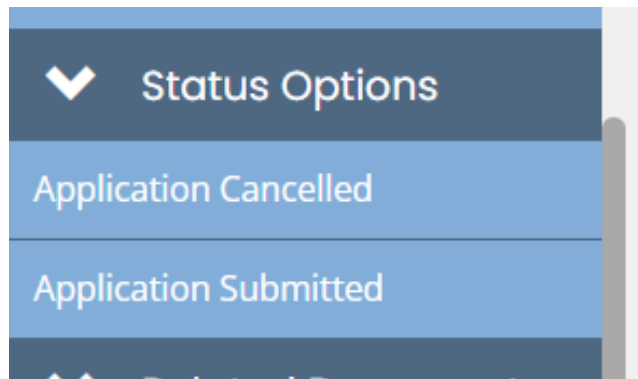 Status Options
Application Cancelled
Application Submitted